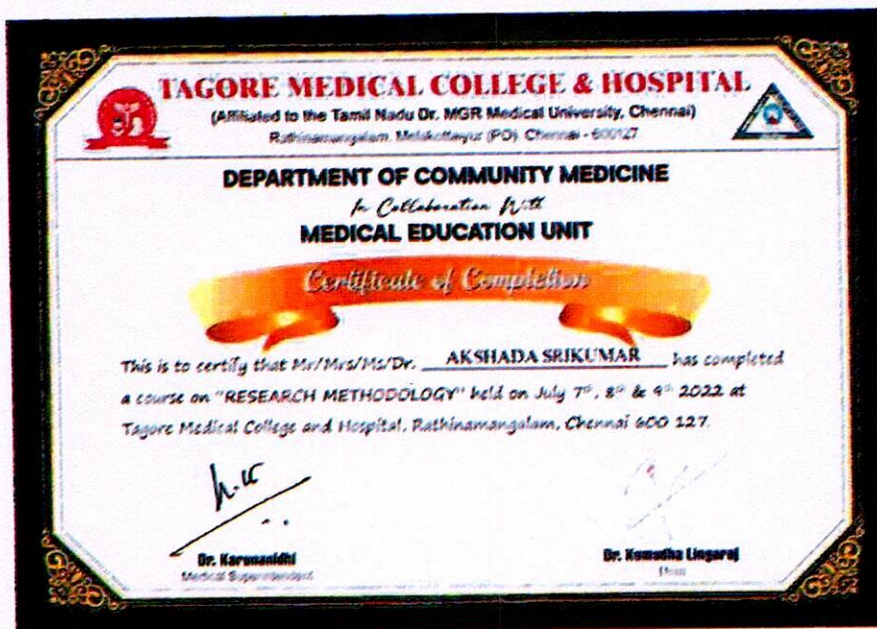 TAGORE MEDICAL COLLEGE & HOSPITAL
(Affiliated to the Tamil Nadu Dr. MGR Medical University, Chennai)
Rathinamangalam, Melakottaiyur (PO), Chennai - 600127
DEPARTMENT OF COMMUNITY MEDICINE
In Collaboration With
MEDICAL EDUCATION UNIT
Certificate of Completion
This is to certify that Mr/Mrs/Ms/Dr. AKSHADA SRIKUMAR has completed
a course on "RESEARCH METHODOLOGY" held on July 7th, 8th & 9th 2022 at
Tagore Medical College and Hospital, Rathinamangalam, Chennai 600 127.
Dr. Karunanidhi
Medical Superintendent
Dr. Kumudha Lingaraj
Dean